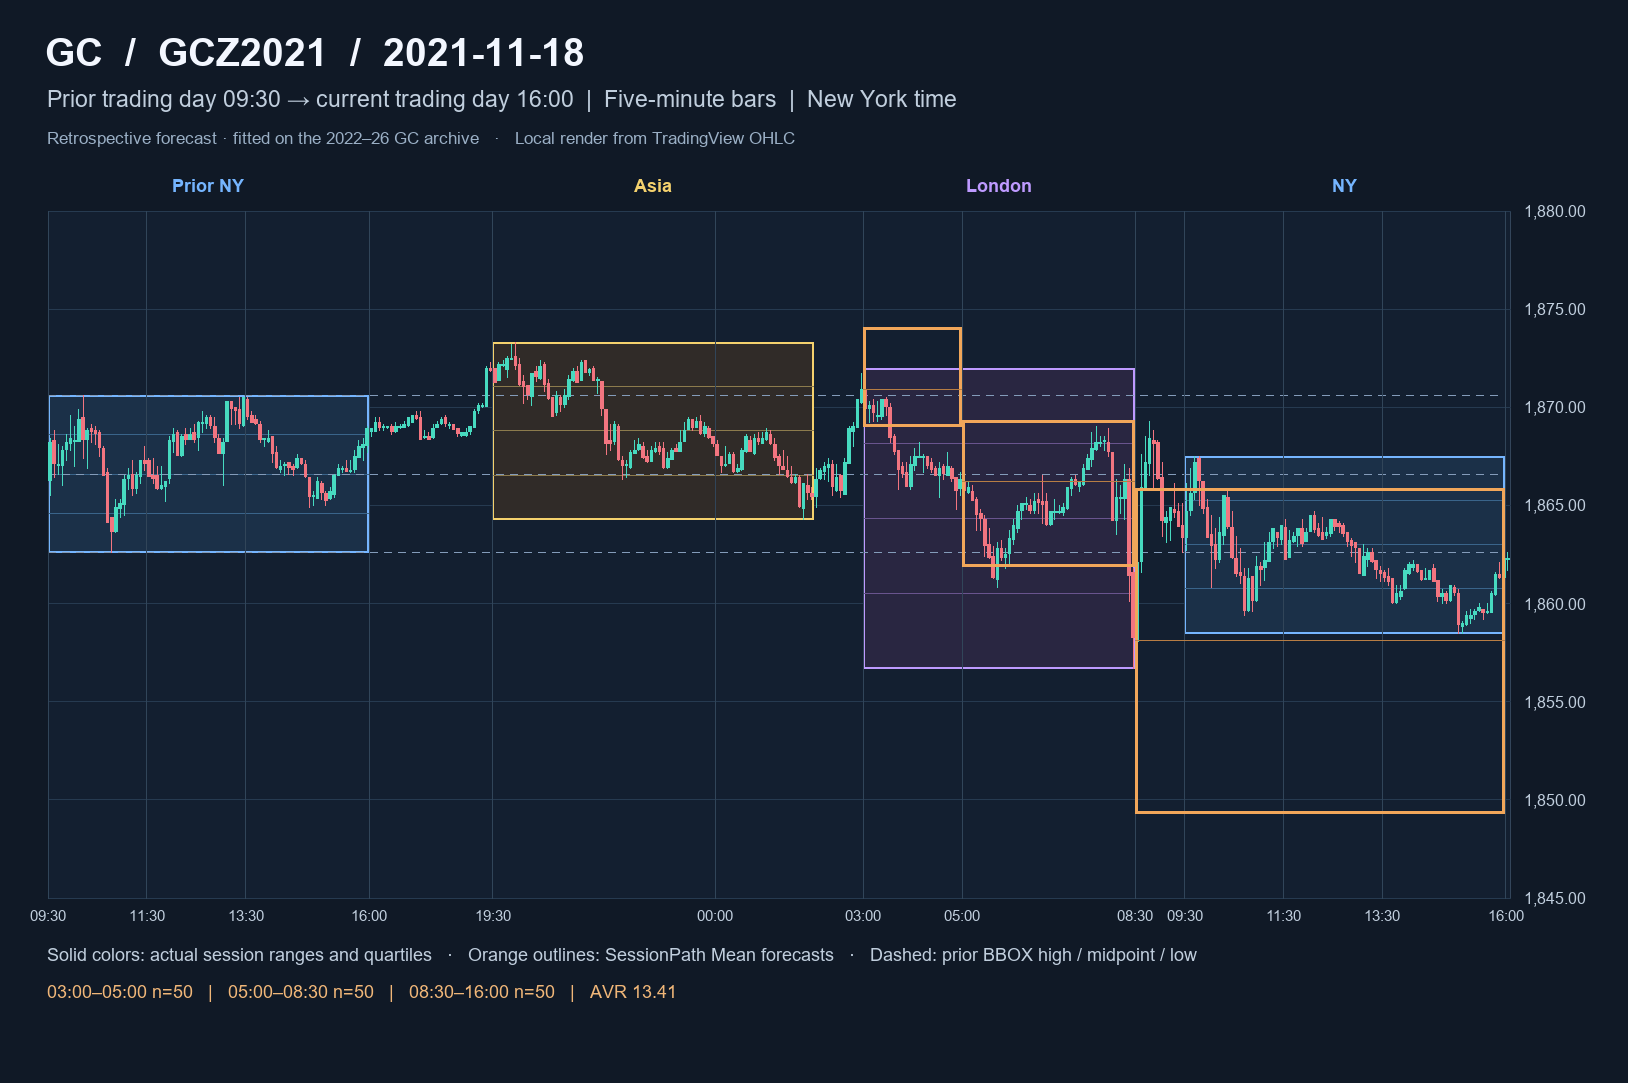 GC / GCZ2021 / 2021-11-18
Prior trading day 09:30 → current trading day 16:00 | Five-minute bars | New York time
Retrospective forecast · fitted on the 2022–26 GC archive · Local render from TradingView OHLC
Prior NY Asia London NY
1,880.00
1,875.00
1,870.00
1,865.00
1,860.00
1,855.00
1,850.00
1,845.00
09:30 11:30 13:30 16:00 19:30 00:00 03:00 05:00 08:30 09:30 11:30 13:30 16:00
Solid colors: actual session ranges and quartiles · Orange outlines: SessionPath Mean forecasts · Dashed: prior BBOX high / midpoint / low
03:00–05:00 n=50 | 05:00–08:30 n=50 | 08:30–16:00 n=50 | AVR 13.41